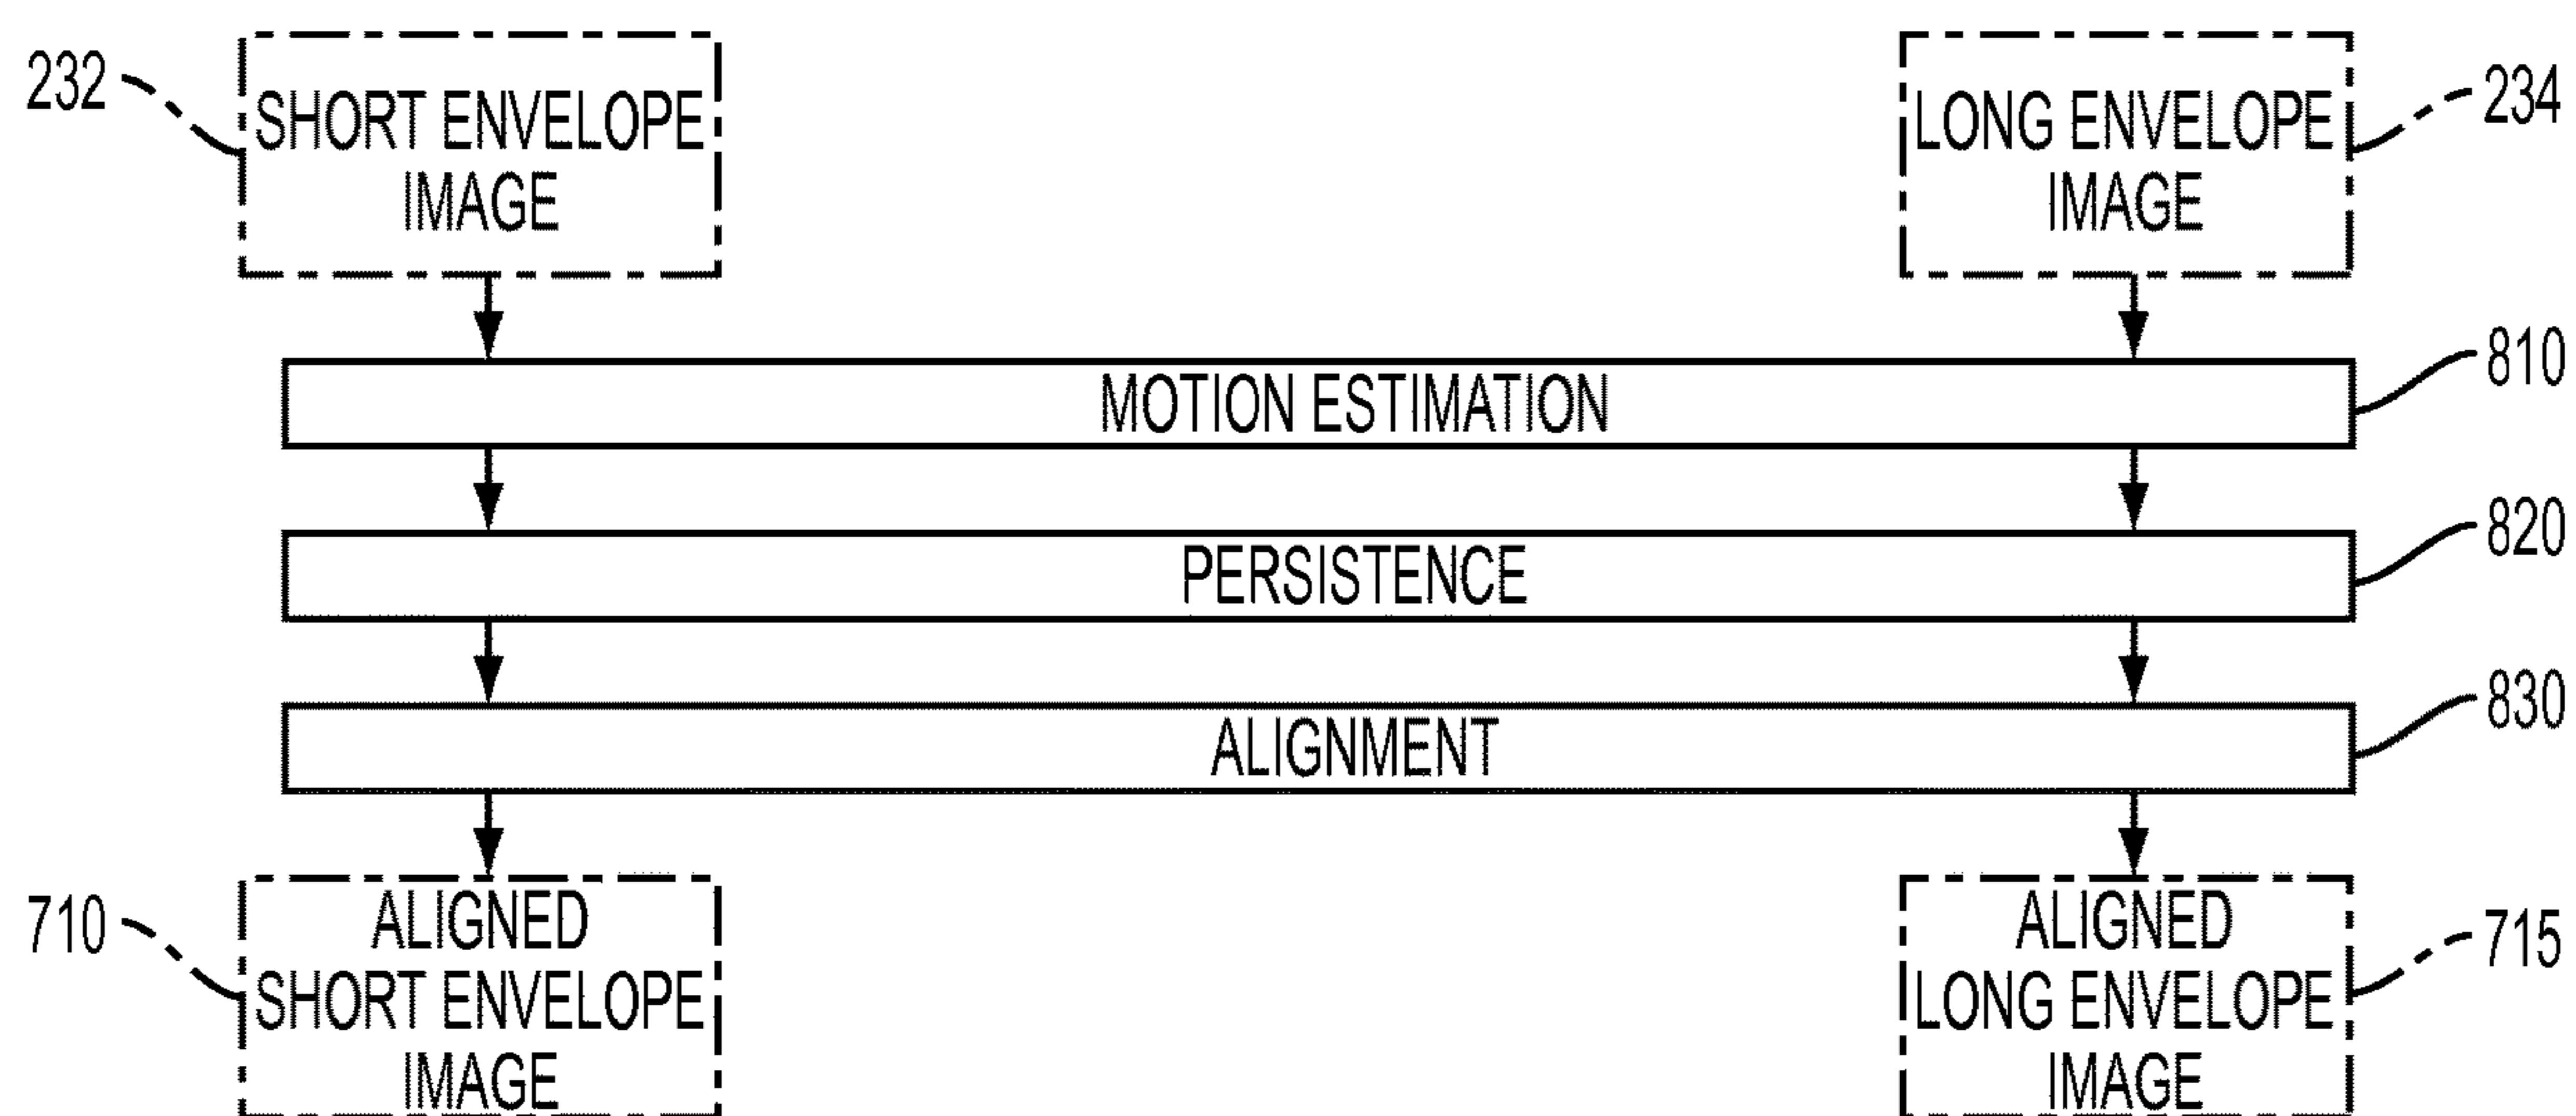 232
SHORT ENVELOPE
IMAGE
LONG ENVELOPE
IMAGE
234
MOTION ESTIMATION
810
PERSISTENCE
820
ALIGNMENT
830
710
ALIGNED
SHORT ENVELOPE
IMAGE
ALIGNED
LONG ENVELOPE
IMAGE
715